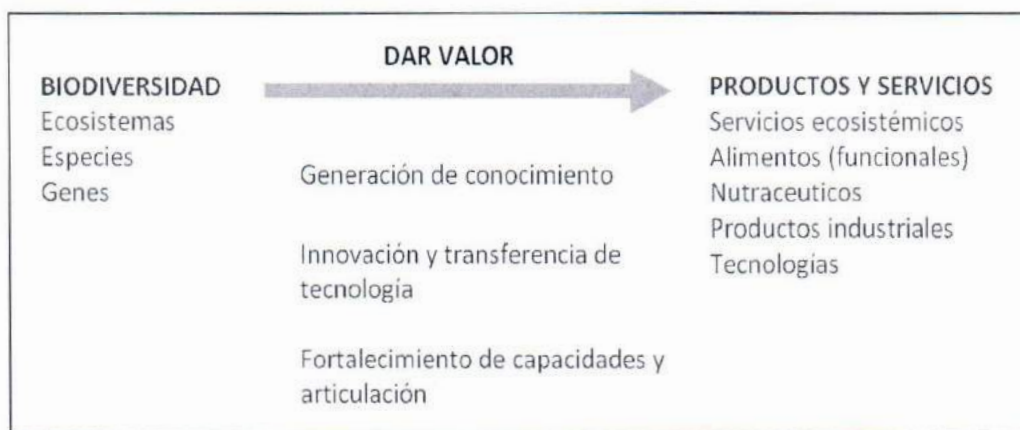 DAR VALOR
BIODIVERSIDAD
Ecosistemas
Especies
Genes
Generación de conocimiento
Innovación y transferencia de
tecnología
Fortalecimiento de capacidades y
articulación
PRODUCTOS Y SERVICIOS
Servicios ecosistémicos
Alimentos (funcionales)
Nutraceuticos
Productos industriales
Tecnologías